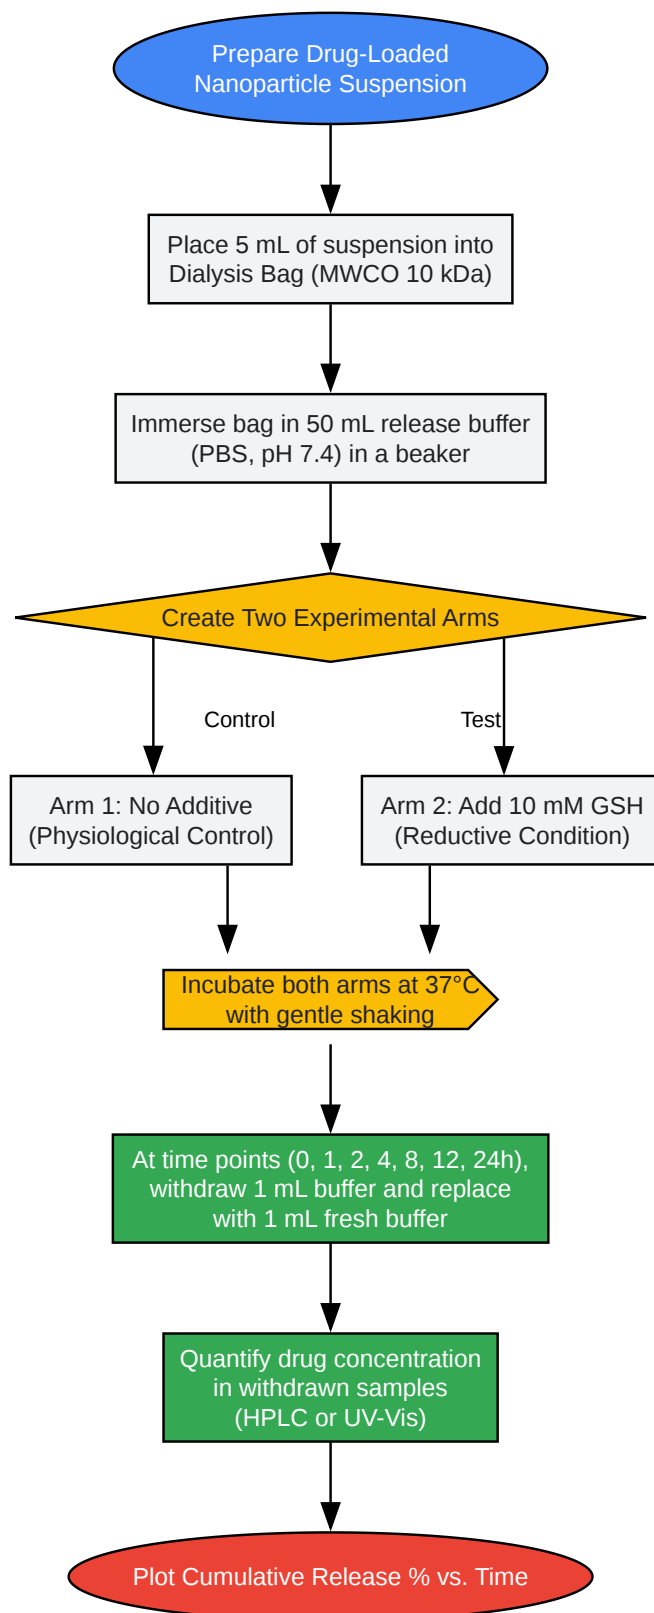 Prepare Drug-Loaded
Nanoparticle Suspension
Place 5 mL of suspension into
Dialysis Bag (MWCO 10 kDa)
Immerse bag in 50 mL release buffer
(PBS, pH 7.4) in a beaker
Create Two Experimental Arms
Control
Test
Arm 1: No Additive
(Physiological Control)
Arm 2: Add 10 mM GSH
(Reductive Condition)
Incubate both arms at 37°C
with gentle shaking
At time points (0, 1, 2, 4, 8, 12, 24h),
withdraw 1 mL buffer and replace
with 1 mL fresh buffer
Quantify drug concentration
in withdrawn samples
(HPLC or UV-Vis)
Plot Cumulative Release % vs. Time